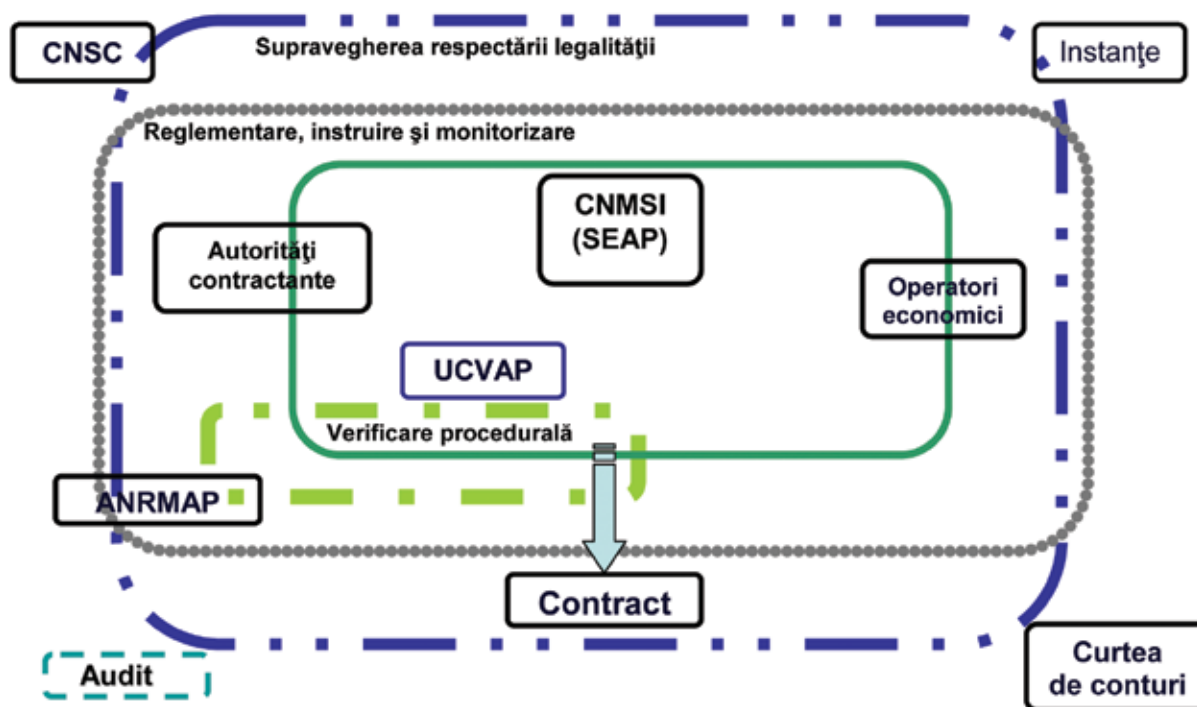 CNSC
Supravegherea respectării legalităţii
Instanţe
Reglementare, instruire şi monitorizare
CNMSI
(SEAP)
Autorităţi
contractante
Operatori
economici
UCVAP
Verificare procedurală
ANRMAP
Contract
Audit
Curtea
de conturi